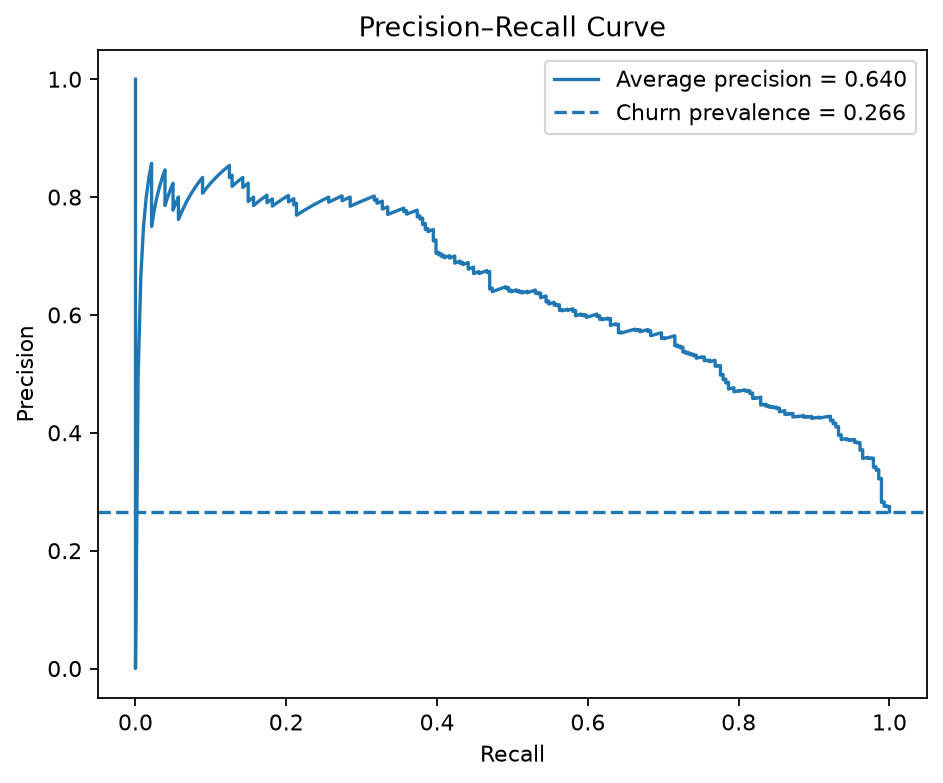 Precision–Recall Curve
Average precision = 0.640
Churn prevalence = 0.266
1.0
0.8
0.6
0.4
0.2
0.0
Precision
0.0 0.2 0.4 0.6 0.8 1.0
Recall